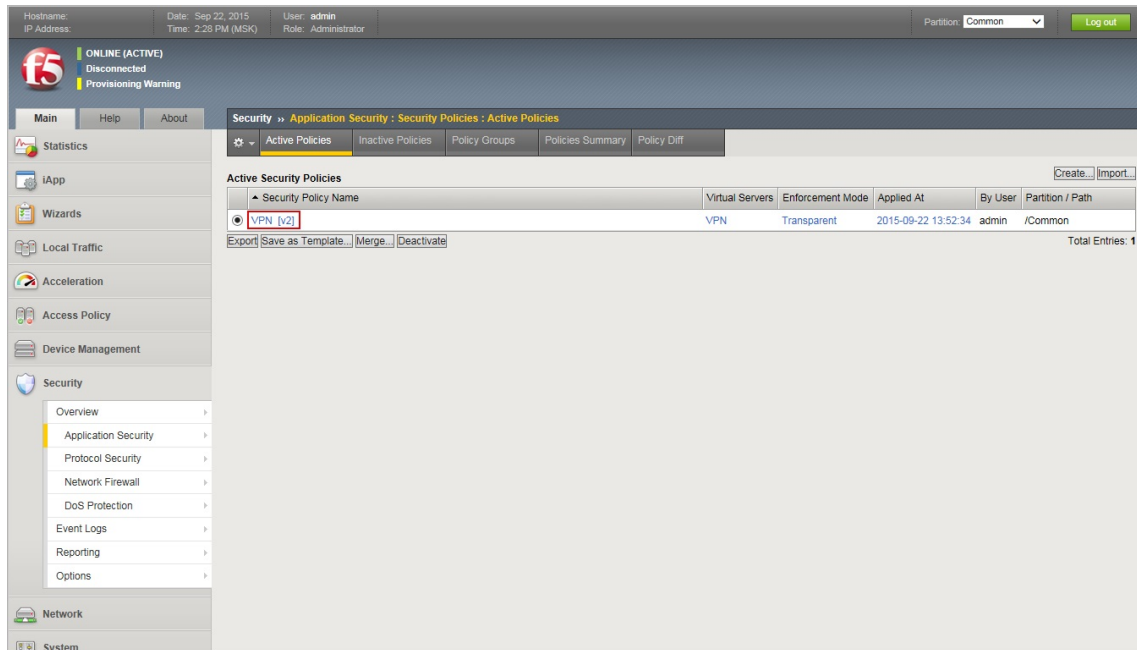 Hostname: Date: Sep 22, 2015 User: admin
IP Address: Time: 2:28 PM (MSK) Role: Administrator
Partition: Common
Log out
f5
ONLINE (ACTIVE)
Disconnected
Provisioning Warning
Main Help About
Security » Application Security : Security Policies : Active Policies
Active Policies Inactive Policies Policy Groups Policies Summary Policy Diff
Statistics
iApp
Wizards
Local Traffic
Acceleration
Access Policy
Device Management
Security
Overview
Application Security
Protocol Security
Network Firewall
DoS Protection
Event Logs
Reporting
Options
Network
System
Active Security Policies
Create... Import...
Security Policy Name Virtual Servers Enforcement Mode Applied At By User Partition / Path
VPN [v2] VPN Transparent 2015-09-22 13:52:34 admin /Common
Export Save as Template... Merge... Deactivate
Total Entries: 1